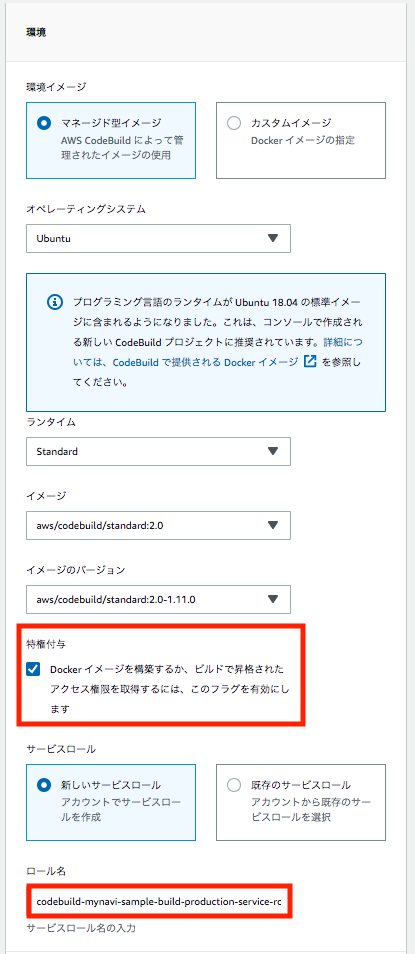 環境
環境イメージ
マネージド型イメージ
AWS CodeBuild によって管
理されたイメージの使用
カスタムイメージ
Docker イメージの指定
オペレーティングシステム
Ubuntu
プログラミング言語のランタイムが Ubuntu 18.04 の標準イメー
ジに含まれるようになりました。これは、コンソールで作成され
る新しい CodeBuild プロジェクトに推奨されています。詳細につ
いては、CodeBuild で提供される Docker イメージ を参照し
てください。
ランタイム
Standard
イメージ
aws/codebuild/standard:2.0
イメージのバージョン
aws/codebuild/standard:2.0-1.11.0
特権付与
Docker イメージを構築するか、ビルドで昇格された
アクセス権限を取得するには、このフラグを有効にし
ます
サービスロール
新しいサービスロール
アカウントでサービスロー
ルを作成
既存のサービスロール
アカウントから既存のサー
ビスロールを選択
ロール名
codebuild-mynavi-sample-build-production-service-rc
サービスロール名の入力